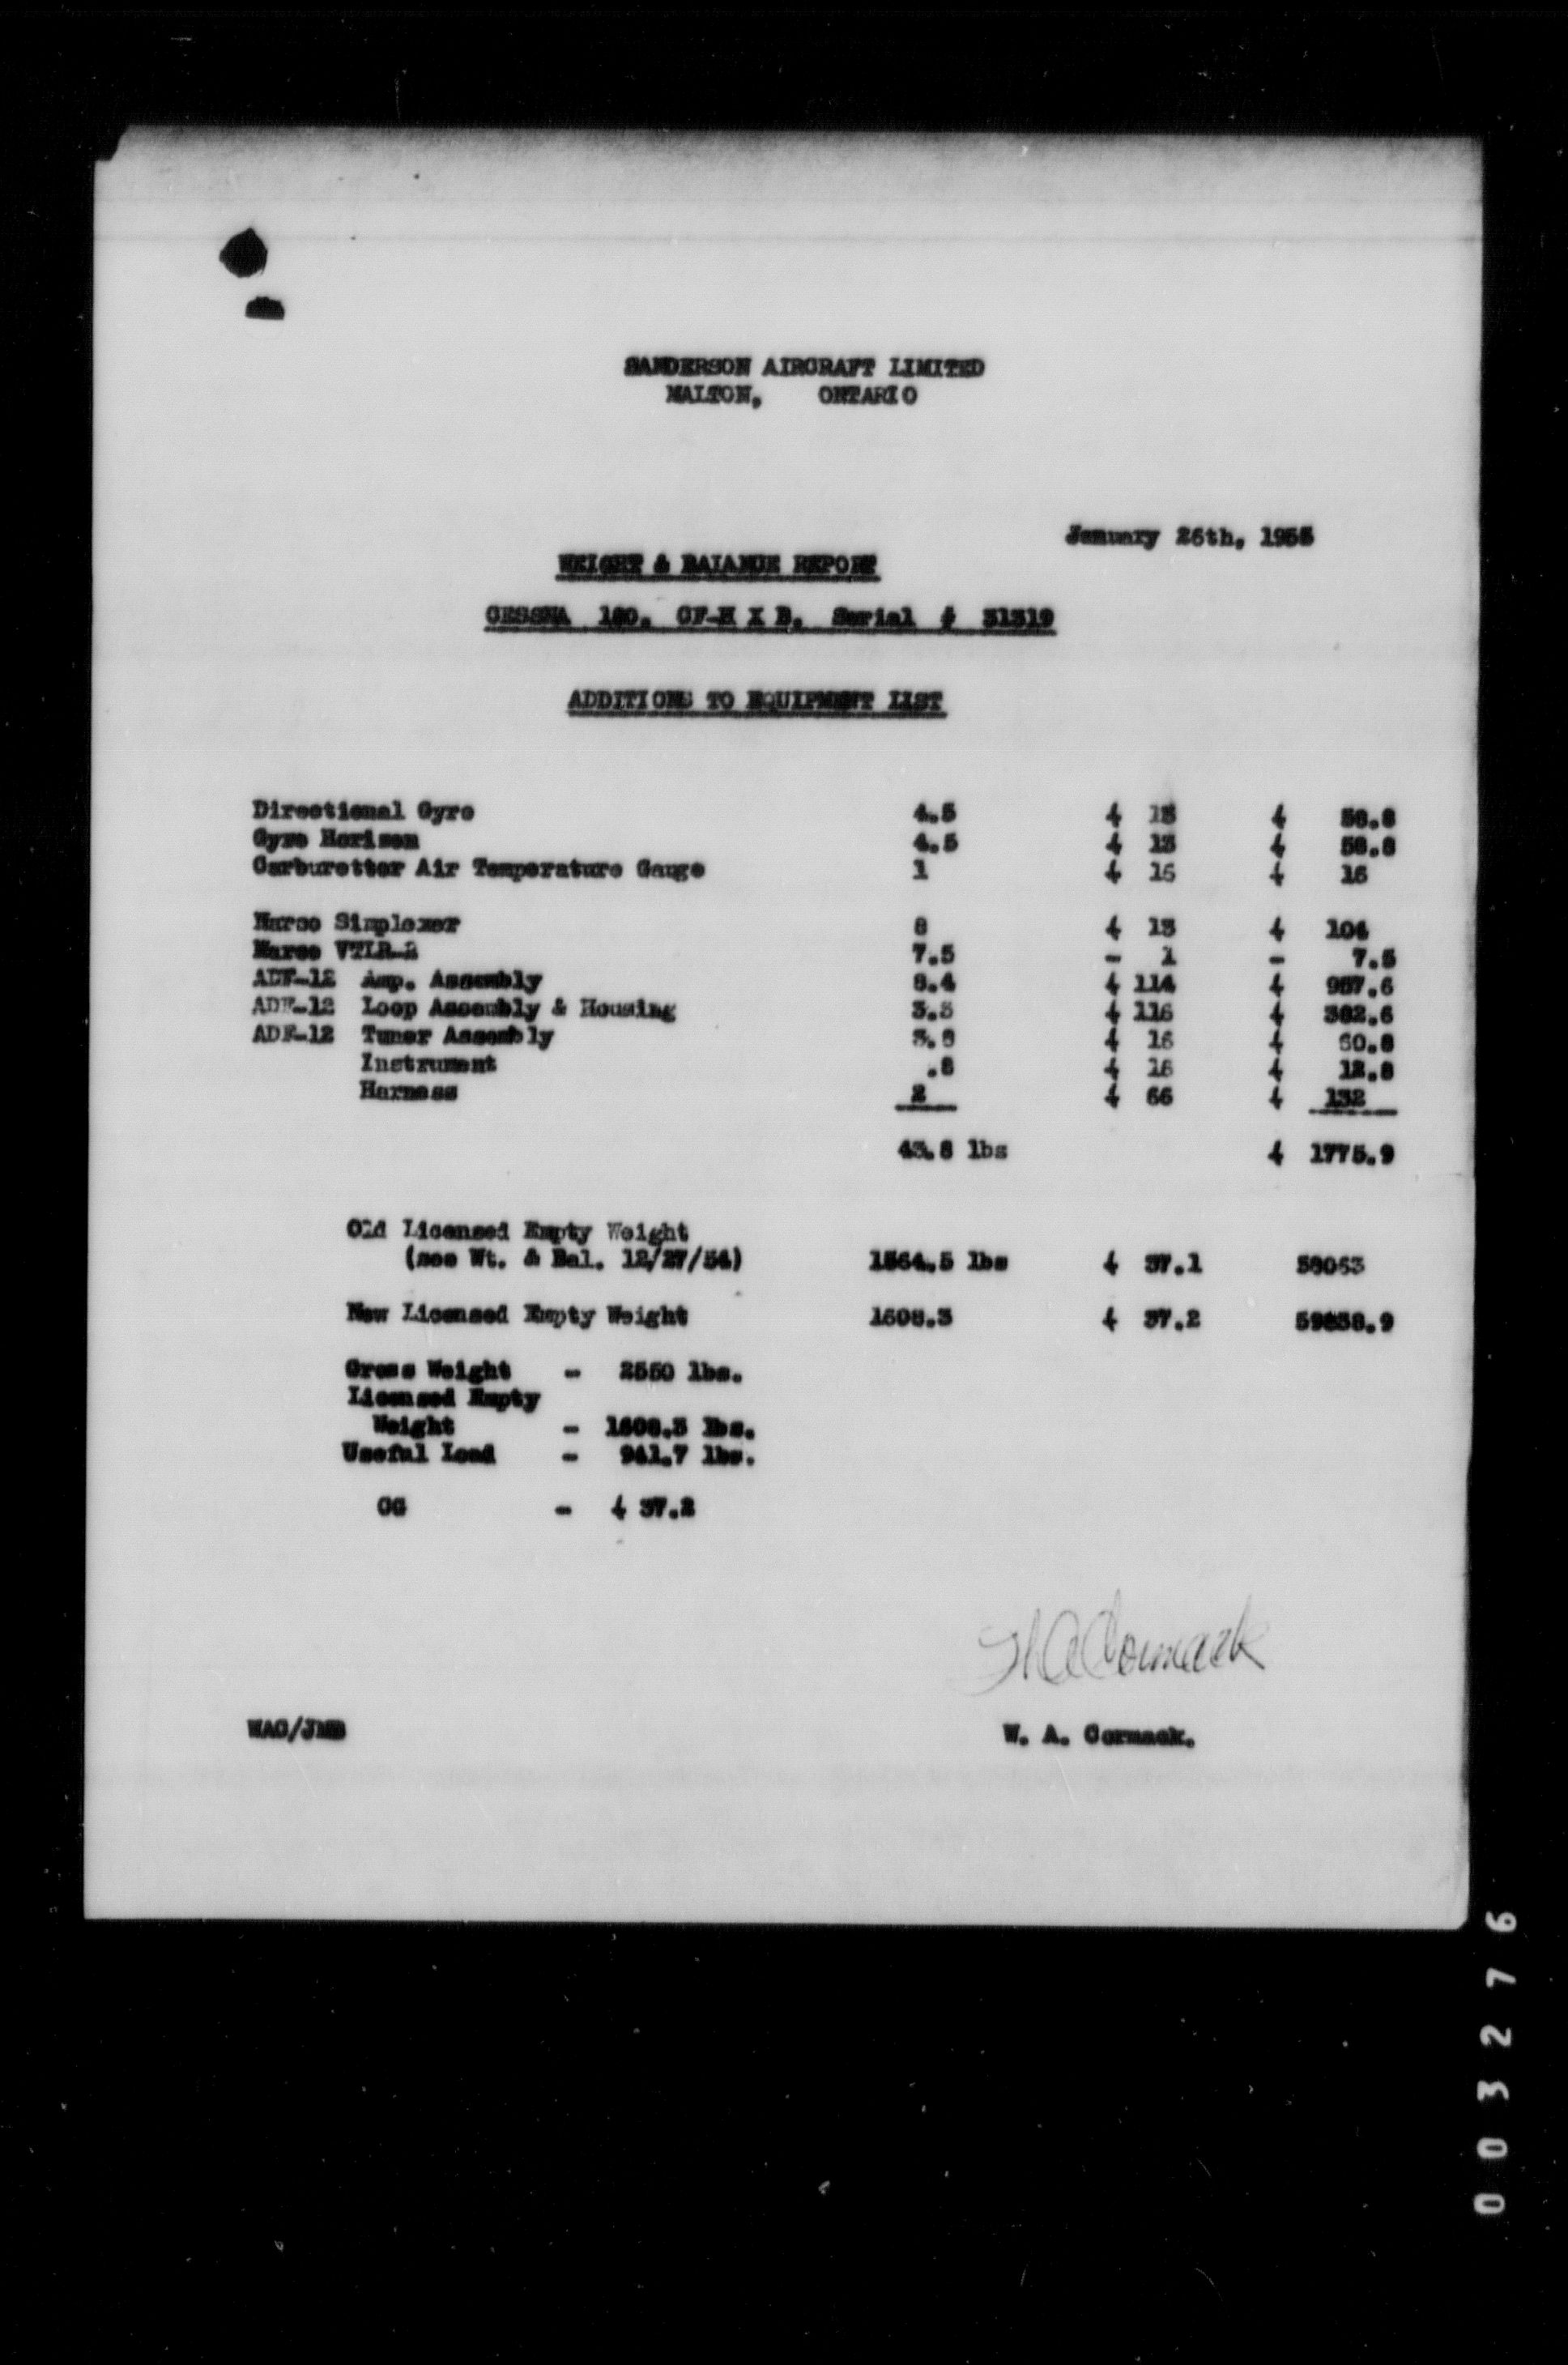 SANDERSON AIRCRAFT LIMITED
MALTON, ONTARIO
January 26th, 1955
WEIGHT & BALANCE REPORT
CESSNA 180. CF-H X B. Serial # 31319
ADDITIONS TO EQUIPMENT LIST
Directional Gyro 4.5 + 13 + 58.8
Gyro Horizon 4.5 + 13 + 58.8
Carburetter Air Temperature Gauge 1 + 16 + 16
Narco Simplexer 8 + 13 + 104
Narco VTLR-2 7.5 - 1 - 7.5
ADF-12 Amp. Assembly 8.4 + 114 + 957.6
ADF-12 Loop Assembly & Housing 3.3 + 116 + 382.6
ADF-12 Tuner Assembly 3.8 + 16 + 60.8
Instrument .8 + 16 + 12.8
Harness 2 + 66 + 132
43.8 lbs + 1775.9
Old Licensed Empty Weight
(see Wt. & Bal. 12/27/54) 1564.5 lbs + 37.1 58063
New Licensed Empty Weight 1608.3 + 37.2 59838.9
Gross Weight - 2550 lbs.
Licensed Empty
Weight - 1608.3 lbs.
Useful Load - 941.7 lbs.
CG - + 37.2
W A Cormack
WAC/JMB W. A. Cormack.
003276